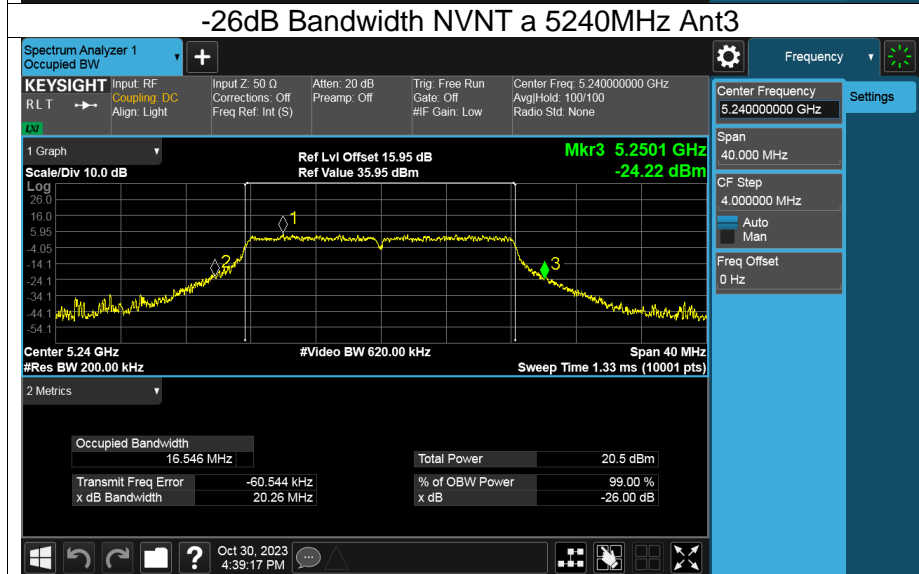 -26dB Bandwidth NVNT a 5240MHz Ant3
Spectrum Analyzer 1
Occupied BW
+
Frequency
KEYSIGHT
R L T
LXI
Input: RF
Coupling: DC
Align: Light
Input Z: 50 Ω
Corrections: Off
Freq Ref: Int (S)
Atten: 20 dB
Preamp: Off
Trig: Free Run
Gate: Off
#IF Gain: Low
Center Freq: 5.240000000 GHz
Avg|Hold: 100/100
Radio Std: None
Center Frequency
5.240000000 GHz
Settings
Span
40.000 MHz
CF Step
4.000000 MHz
Auto
Man
Freq Offset
0 Hz
1 Graph
Scale/Div 10.0 dB
Ref Lvl Offset 15.95 dB
Ref Value 35.95 dBm
Mkr3 5.2501 GHz
-24.22 dBm
Log
26.0
16.0
5.95
-4.05
-14.1
-24.1
-34.1
-44.1
-54.1
1
2
3
Center 5.24 GHz
#Video BW 620.00 kHz
Span 40 MHz
#Res BW 200.00 kHz
Sweep Time 1.33 ms (10001 pts)
2 Metrics
Occupied Bandwidth
16.546 MHz
Total Power 20.5 dBm
Transmit Freq Error -60.544 kHz
% of OBW Power 99.00 %
x dB Bandwidth 20.26 MHz
x dB -26.00 dB
?
Oct 30, 2023
4:39:17 PM